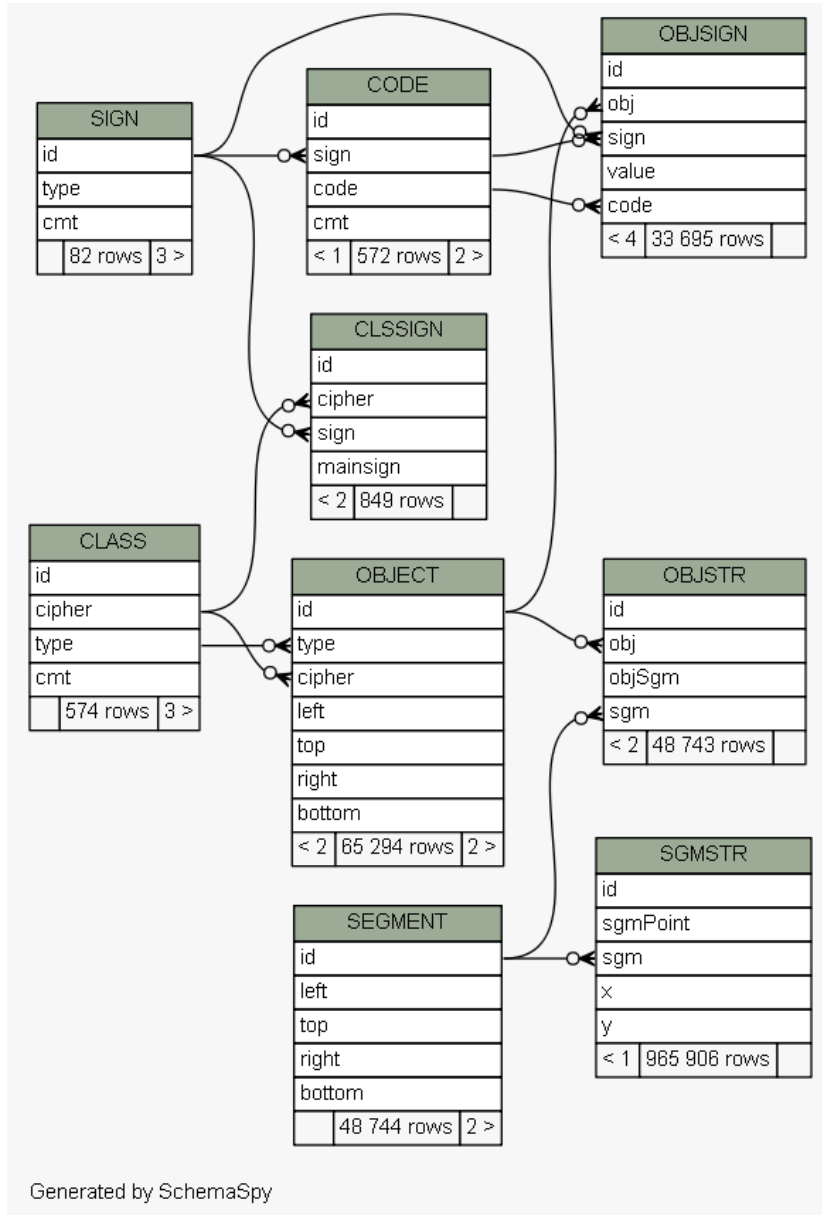 SIGN
id
type
cmt
82 rows 3 >
CODE
id
sign
code
cmt
< 1 572 rows 2 >
OBJSIGN
id
obj
sign
value
code
< 4 33 695 rows
CLSSIGN
id
cipher
sign
mainsign
< 2 849 rows
CLASS
id
cipher
type
cmt
574 rows 3 >
OBJECT
id
type
cipher
left
top
right
bottom
< 2 65 294 rows 2 >
OBJSTR
id
obj
objSgm
sgm
< 2 48 743 rows
SEGMENT
id
left
top
right
bottom
48 744 rows 2 >
SGMSTR
id
sgmPoint
sgm
x
y
< 1 965 906 rows
Generated by SchemaSpy